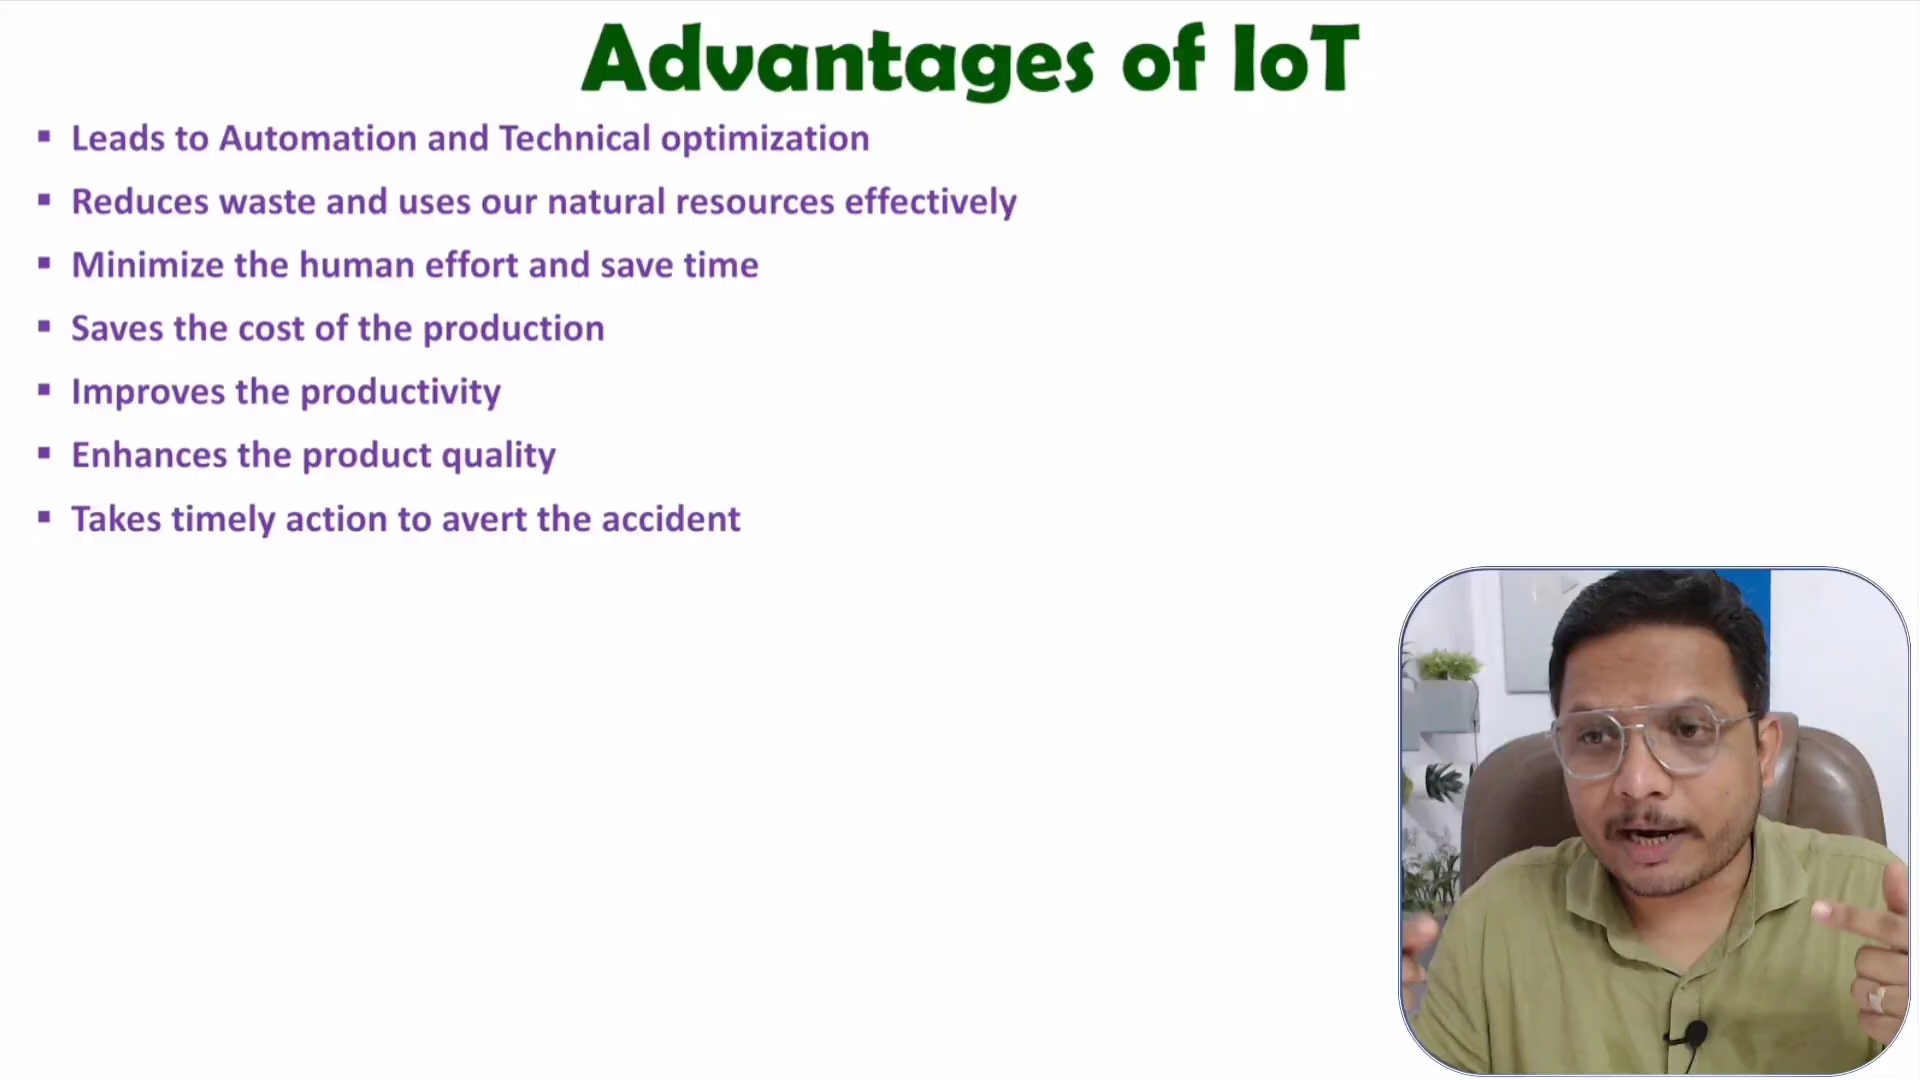 Advantages of IoT
▪ Leads to Automation and Technical optimization
▪ Reduces waste and uses our natural resources effectively
▪ Minimize the human effort and save time
▪ Saves the cost of the production
▪ Improves the productivity
▪ Enhances the product quality
▪ Takes timely action to avert the accident